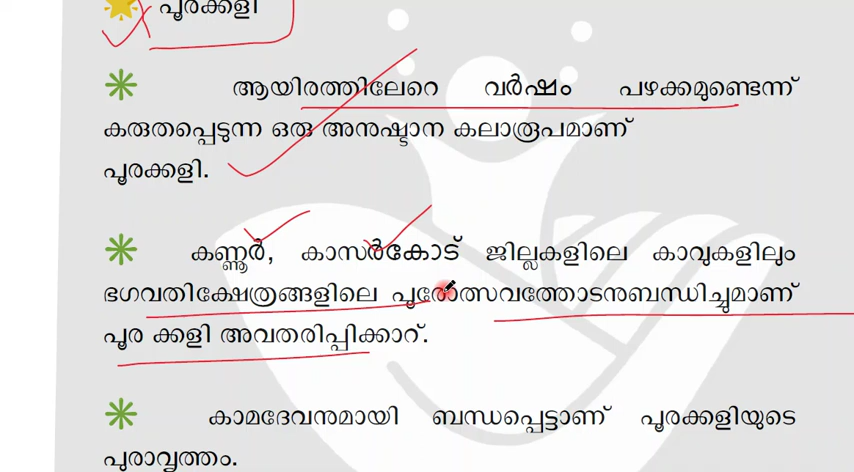 പൂരക്കളി
ആയിരത്തിലേറെ വർഷം പഴക്കമുണ്ടെന്ന്
കരുതപ്പെടുന്ന ഒരു അനുഷ്ടാന കലാരൂപമാണ്
പൂരക്കളി.
കണ്ണൂർ, കാസർകോട് ജില്ലകളിലെ കാവുകളിലും
ഭഗവതിക്ഷേത്രങ്ങളിലെ പൂരോത്സവത്തോടനുബന്ധിച്ചുമാണ്
പൂര ക്കളി അവതരിപ്പിക്കാറ്.
കാമദേവനുമായി ബന്ധപ്പെട്ടാണ് പൂരക്കളിയുടെ
പുരാവൃത്തം.